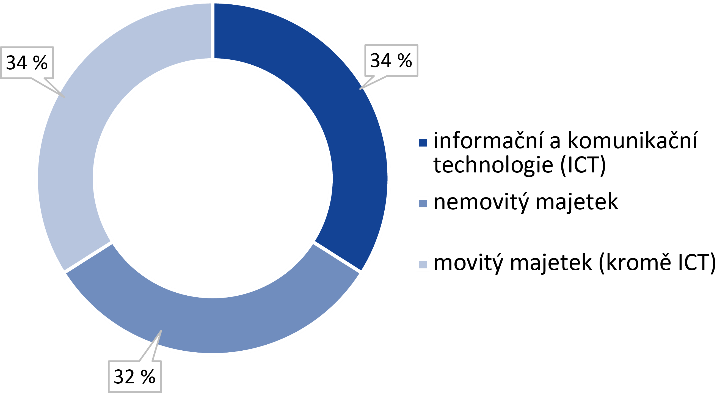 34 %
34 %
informační a komunikační
technologie (ICT)
nemovitý majetek
movitý majetek (kromě ICT)
32 %